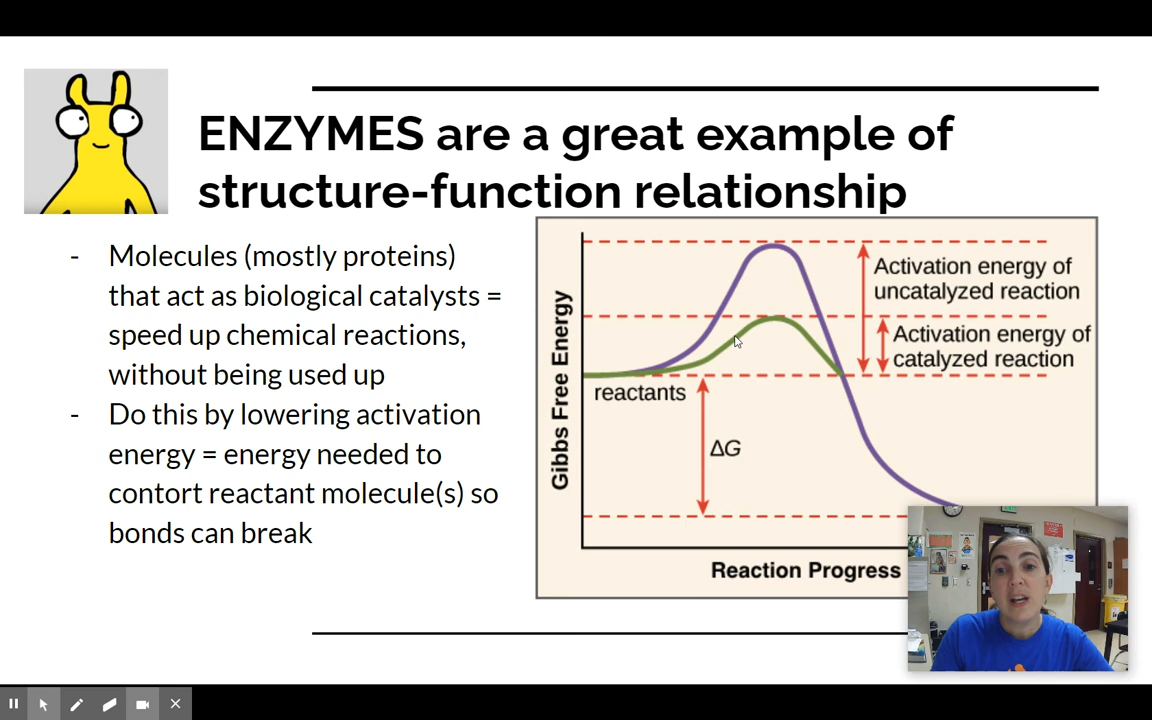 ENZYMES are a great example of
structure-function relationship
- Molecules (mostly proteins)
that act as biological catalysts =
speed up chemical reactions,
without being used up
- Do this by lowering activation
energy = energy needed to
contort reactant molecule(s) so
bonds can break
Gibbs Free Energy
Activation energy of
uncatalyzed reaction
Activation energy of
catalyzed reaction
reactants
ΔG
Reaction Progress